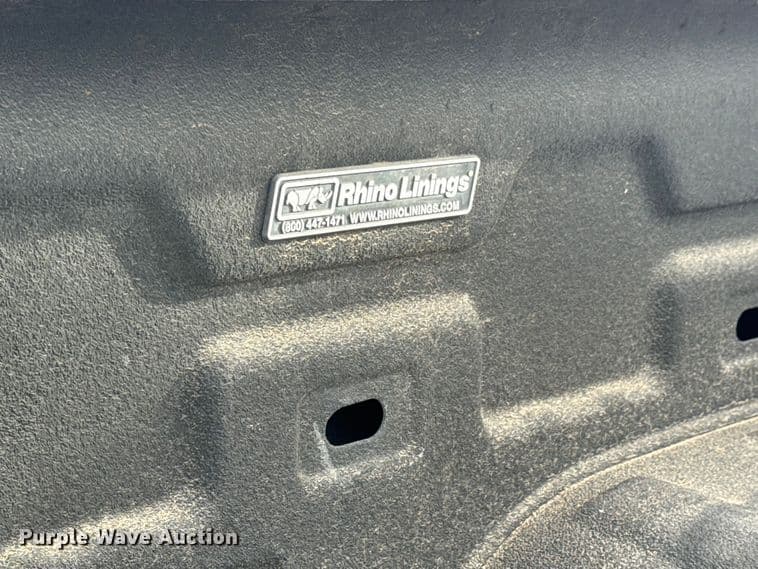 Rhino Linings®
(800) 447-1471 WWW.RHINOLININGS.COM
Purple Wave Auction